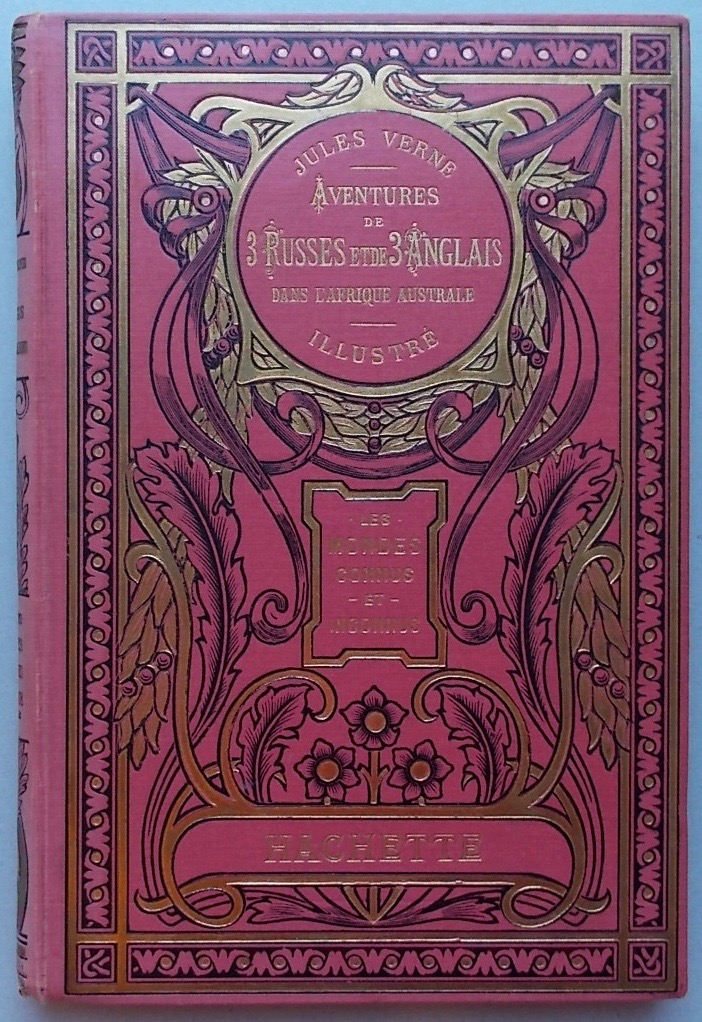 JULES VERNE
AVENTURES
DE
3 RUSSES ET DE 3 ANGLAIS
DANS L'AFRIQUE AUSTRALE
ILLUSTRÉ
· LES ·
MONDES
CONNUS
- ET -
INCONNUS
HACHETTE